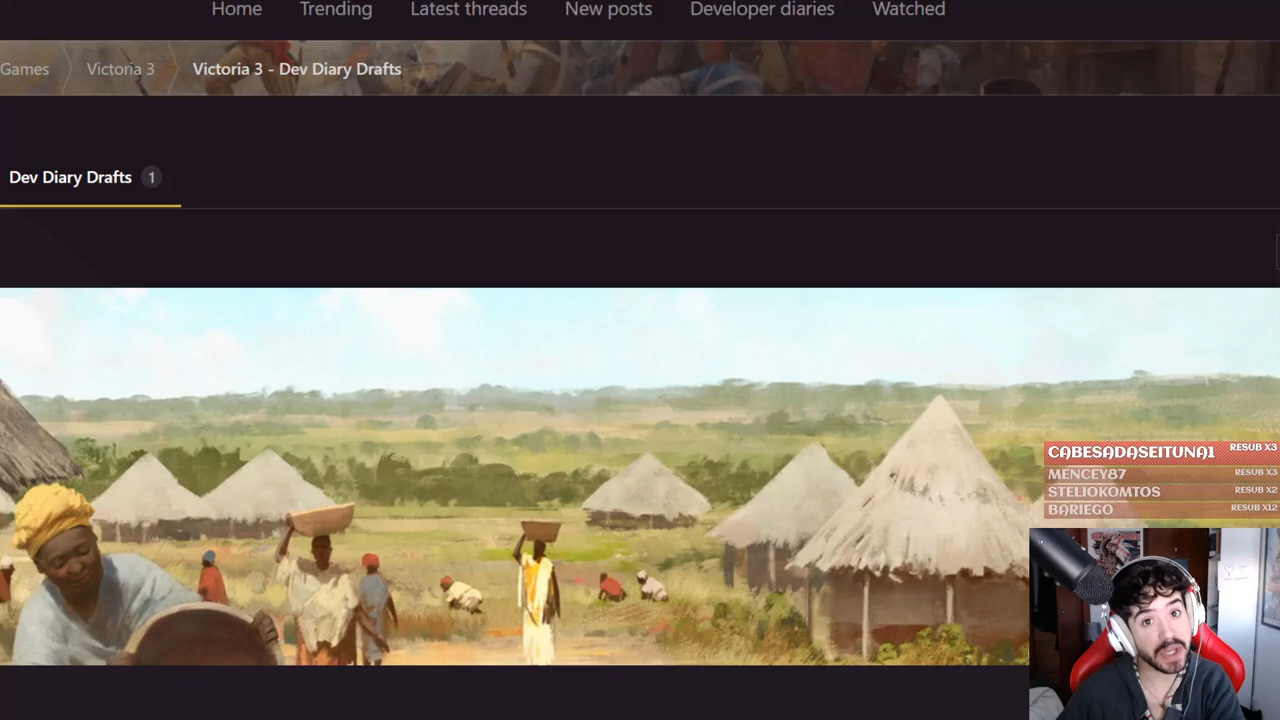 Home Trending Latest threads New posts Developer diaries Watched
Games Victoria 3 Victoria 3 - Dev Diary Drafts
Dev Diary Drafts 1
CABESADASEITUNA1 RESUB X3
MENCEY87 RESUB X3
STELIOKOMTOS RESUB X2
BARIEGO RESUB X12